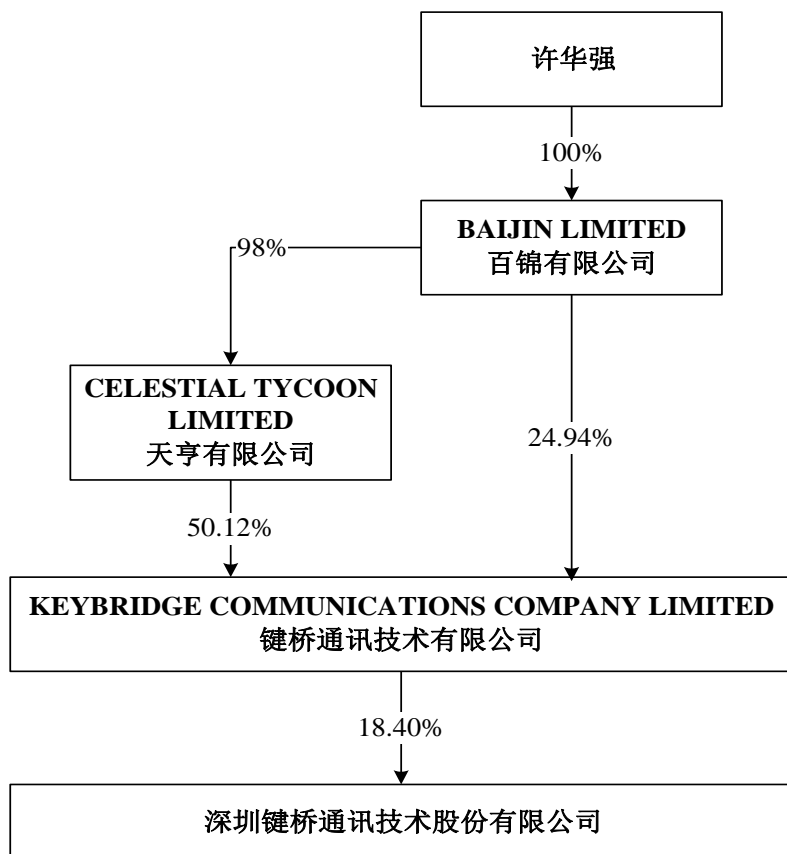 许华强
100%
BAIJIN LIMITED
百锦有限公司
98%
CELESTIAL TYCOON
LIMITED
天亨有限公司
24.94%
50.12%
KEYBRIDGE COMMUNICATIONS COMPANY LIMITED
键桥通讯技术有限公司
18.40%
深圳键桥通讯技术股份有限公司